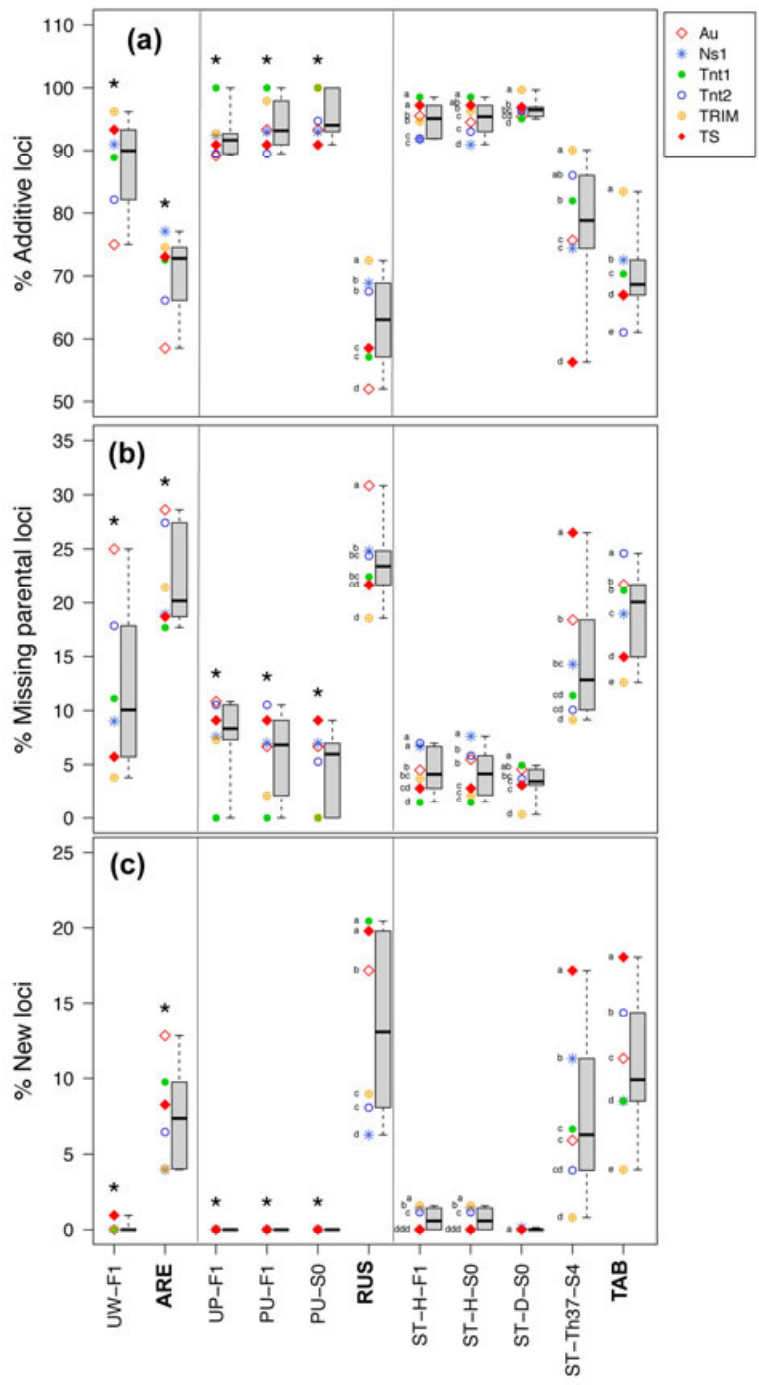 (a)
% Additive loci
110
100
90
80
70
60
50
Au
Ns1
Tnt1
Tnt2
TRIM
TS
* * * * *
(b)
% Missing parental loci
35
30
25
20
15
10
5
0
* * * * *
(c)
% New loci
25
20
15
10
5
0
* * * * *
UW–F1
ARE
UP–F1
PU–F1
PU–S0
RUS
ST–H–F1
ST–H–S0
ST–D–S0
ST–Th37–S4
TAB